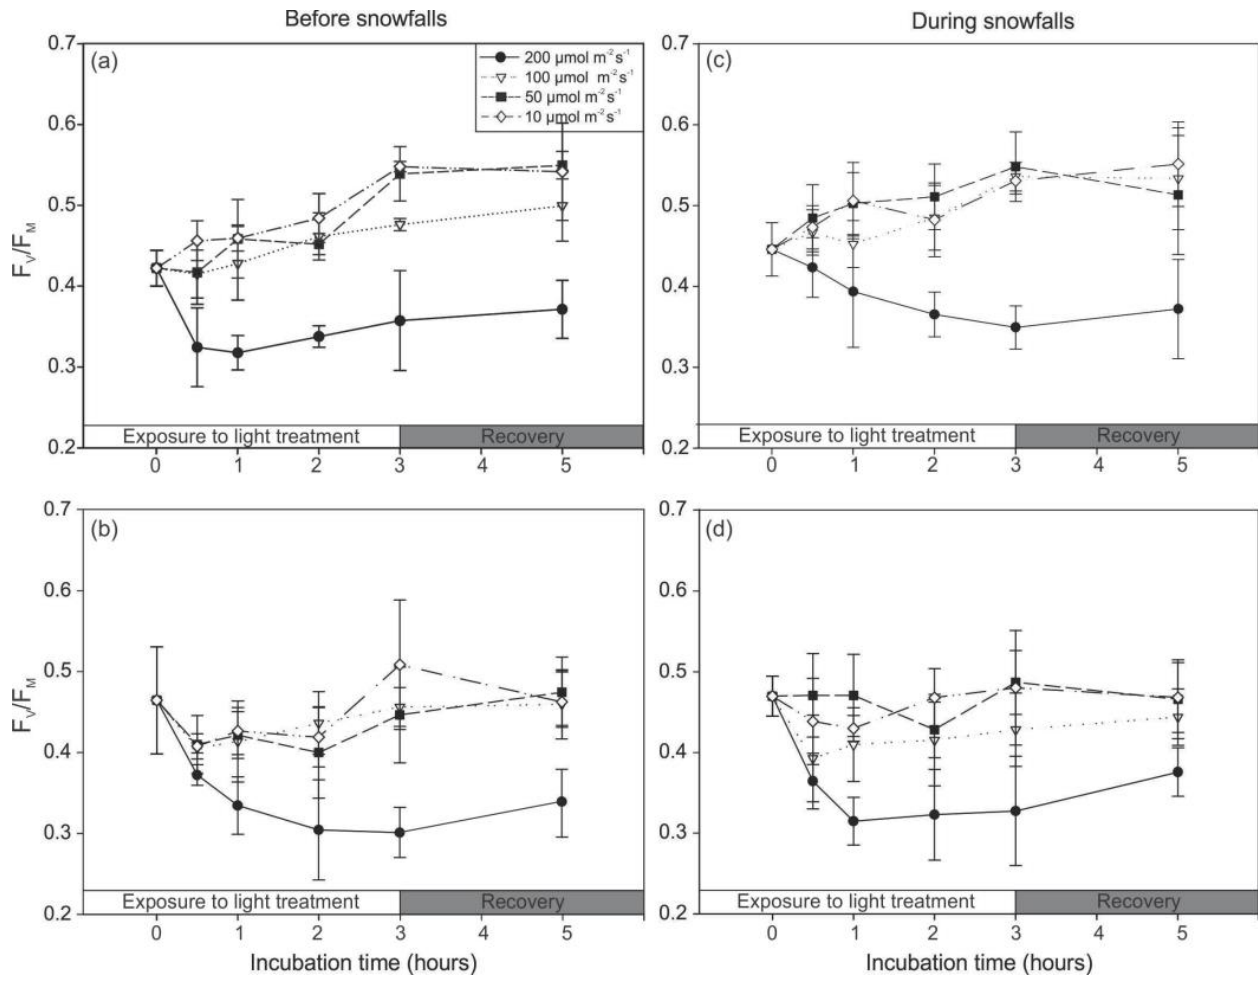 Before snowfalls
During snowfalls
(a)
200 µmol m⁻² s⁻¹
100 µmol m⁻² s⁻¹
50 µmol m⁻² s⁻¹
10 µmol m⁻² s⁻¹
0.7
0.6
0.5
0.4
0.3
0.2
Fᵥ/Fₘ
Exposure to light treatment
Recovery
0 1 2 3 4 5
(c)
0.7
0.6
0.5
0.4
0.3
0.2
Exposure to light treatment
Recovery
0 1 2 3 4 5
(b)
0.7
0.6
0.5
0.4
0.3
0.2
Fᵥ/Fₘ
Exposure to light treatment
Recovery
0 1 2 3 4 5
Incubation time (hours)
(d)
0.7
0.6
0.5
0.4
0.3
0.2
Exposure to light treatment
Recovery
0 1 2 3 4 5
Incubation time (hours)